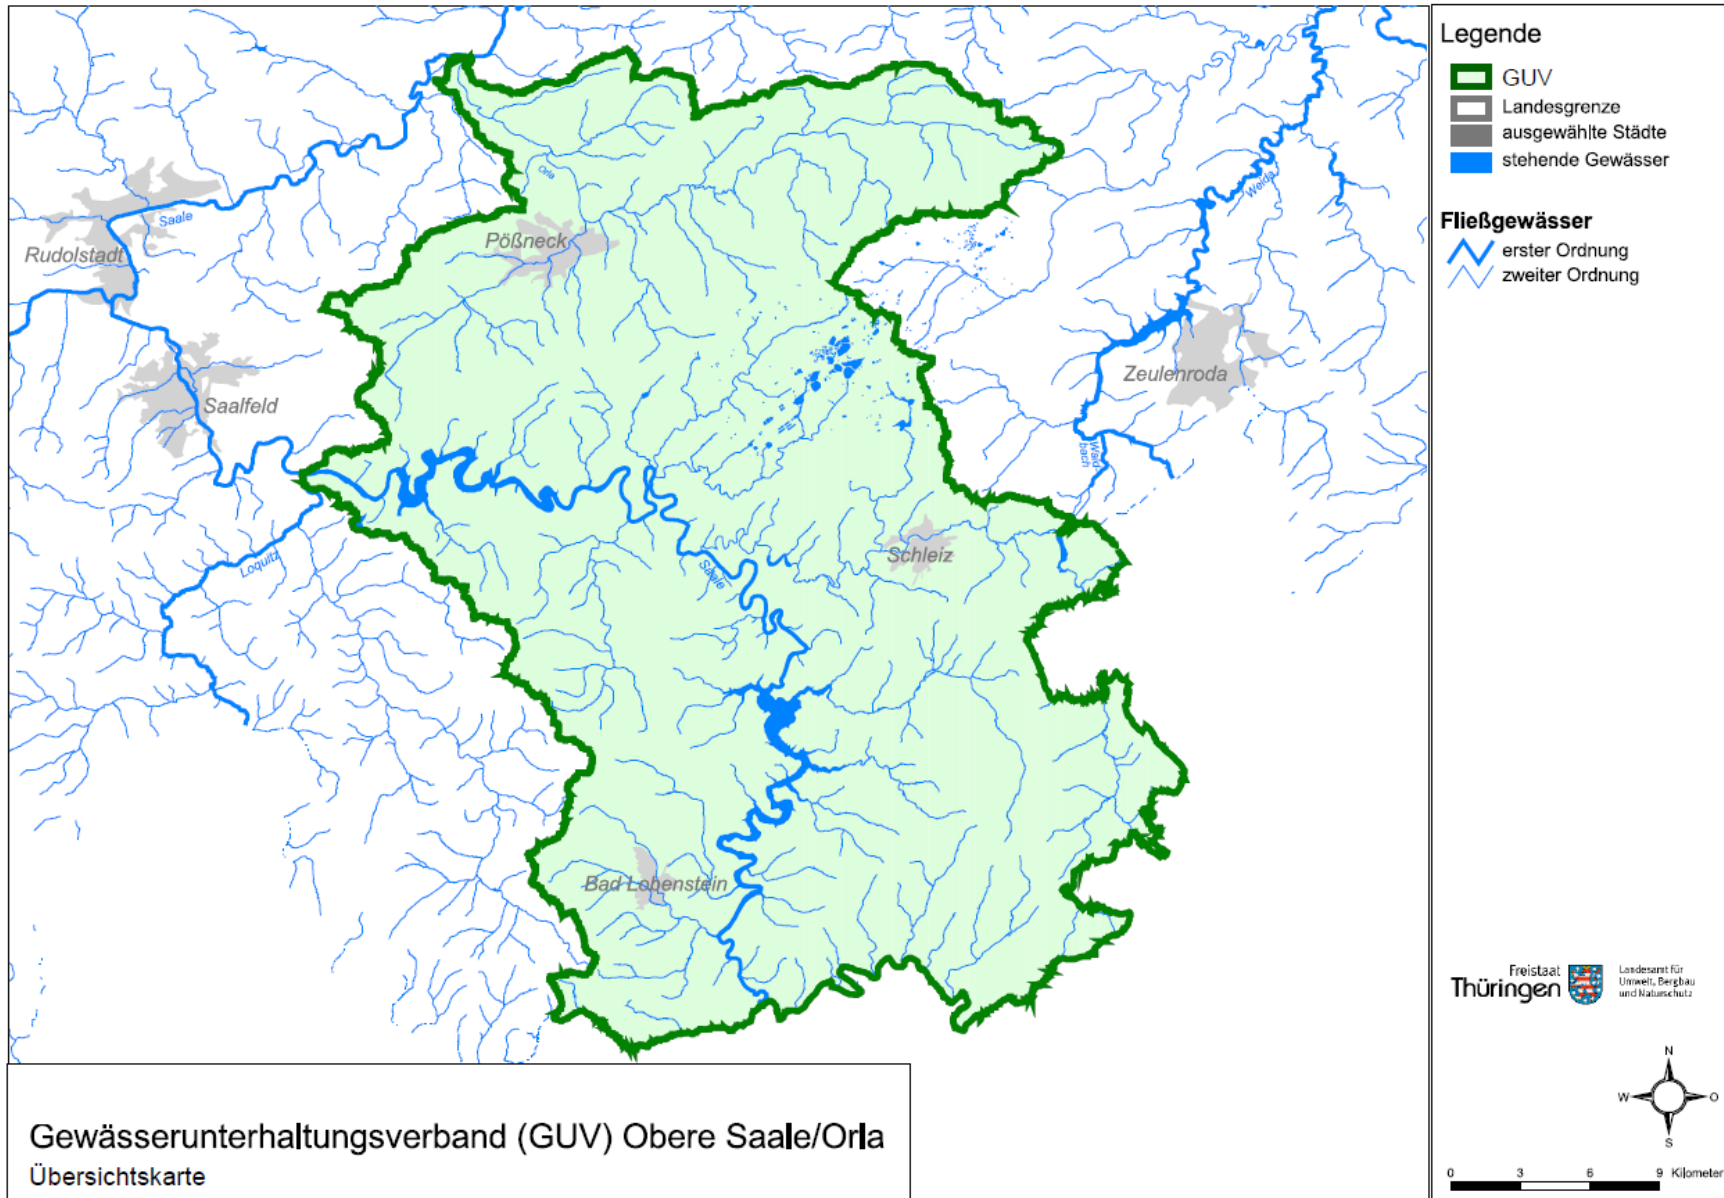 Orla
Pößneck
Saale
Rudolstadt
Weida
Zeulenroda
Saalfeld
Waid-
bach
Schleiz
Loquitz
Saale
Bad Lobenstein
Gewässerunterhaltungsverband (GUV) Obere Saale/Orla
Übersichtskarte
Legende
GUV
Landesgrenze
ausgewählte Städte
stehende Gewässer
Fließgewässer
erster Ordnung
zweiter Ordnung
Freistaat
Thüringen
Landesamt für
Umwelt, Bergbau
und Naturschutz
N
W
O
S
0 3 6 9 Kilometer